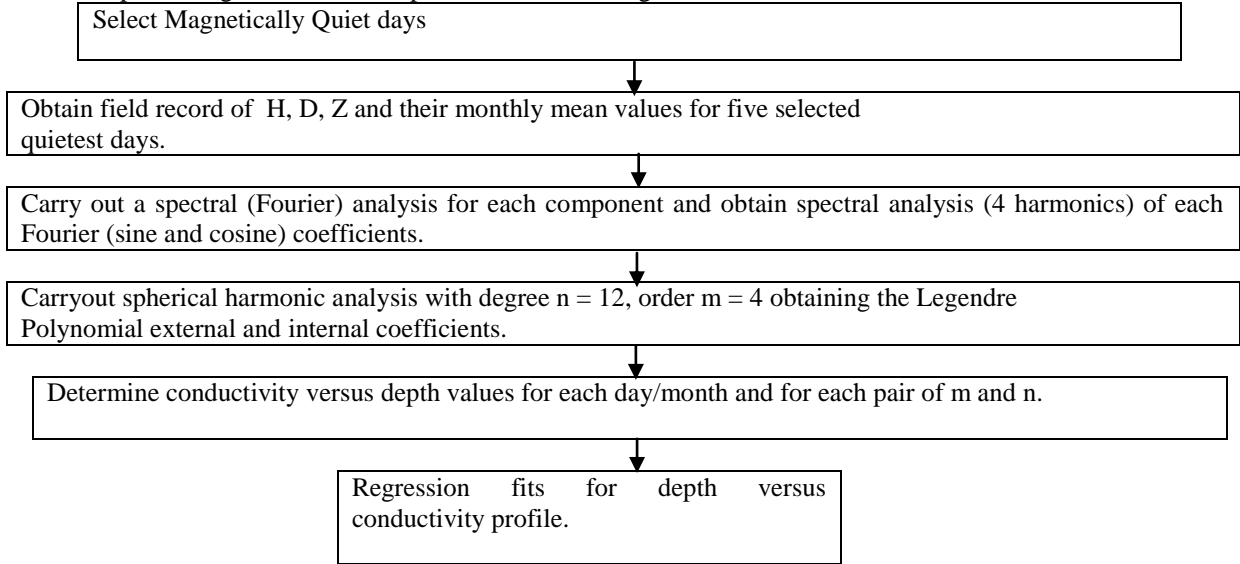 Select Magnetically Quiet days
Obtain field record of H, D, Z and their monthly mean values for five selected
quietest days.
Carry out a spectral (Fourier) analysis for each component and obtain spectral analysis (4 harmonics) of each
Fourier (sine and cosine) coefficients.
Carryout spherical harmonic analysis with degree n = 12, order m = 4 obtaining the Legendre
Polynomial external and internal coefficients.
Determine conductivity versus depth values for each day/month and for each pair of m and n.
Regression fits for depth versus
conductivity profile.